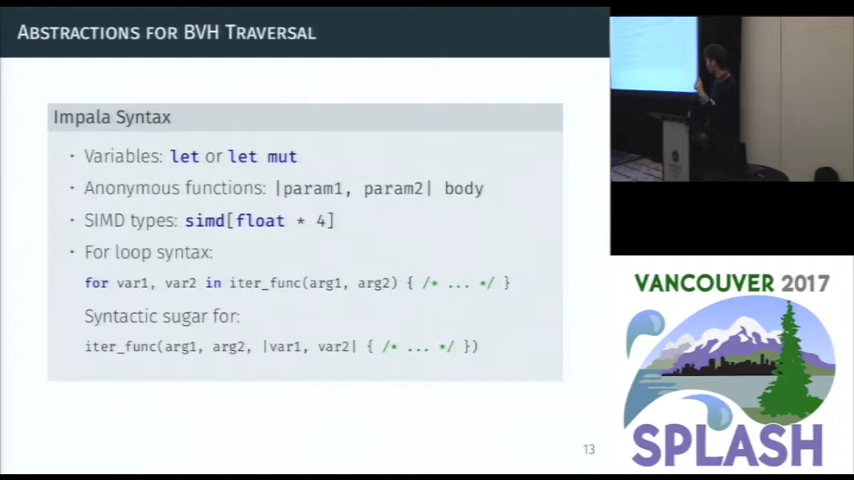 ABSTRACTIONS FOR BVH TRAVERSAL
Impala Syntax
· Variables: let or let mut
· Anonymous functions: |param1, param2| body
· SIMD types: simd[float * 4]
· For loop syntax:
for var1, var2 in iter_func(arg1, arg2) { /* ... */ }
Syntactic sugar for:
iter_func(arg1, arg2, |var1, var2| { /* ... */ })
13
VANCOUVER 2017
SPLASH